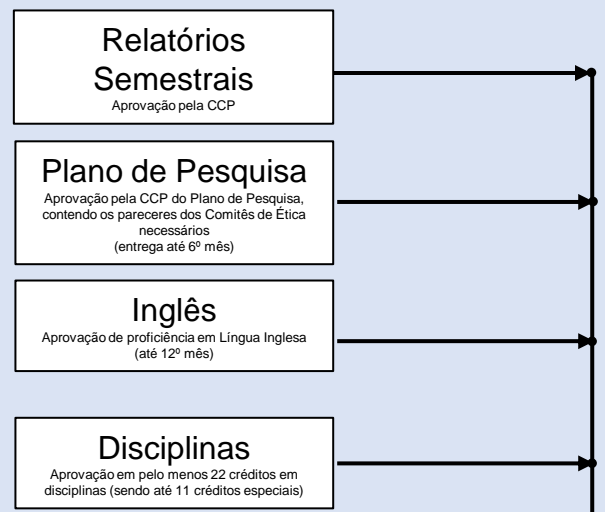 Relatórios
Semestrais
Aprovação pela CCP
Plano de Pesquisa
Aprovação pela CCP do Plano de Pesquisa,
contendo os pareceres dos Comitês de Ética
necessários
(entrega até 6º mês)
Inglês
Aprovação de proficiência em Língua Inglesa
(até 12º mês)
Disciplinas
Aprovação em pelo menos 22 créditos em
disciplinas (sendo até 11 créditos especiais)